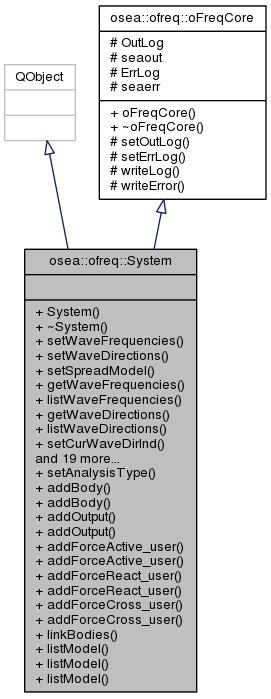 osea::ofreq::oFreqCore
# OutLog
# seaout
# ErrLog
# seaerr
+ oFreqCore()
+ ~oFreqCore()
# setOutLog()
# setErrLog()
# writeLog()
# writeError()
QObject
osea::ofreq::System
+ System()
+ ~System()
+ setWaveFrequencies()
+ setWaveDirections()
+ setSpreadModel()
+ getWaveFrequencies()
+ listWaveFrequencies()
+ getWaveDirections()
+ listWaveDirections()
+ setCurWaveDirInd()
and 19 more...
+ setAnalysisType()
+ addBody()
+ addBody()
+ addOutput()
+ addOutput()
+ addForceActive_user()
+ addForceActive_user()
+ addForceReact_user()
+ addForceReact_user()
+ addForceCross_user()
+ addForceCross_user()
+ linkBodies()
+ listModel()
+ listModel()
+ listModel()